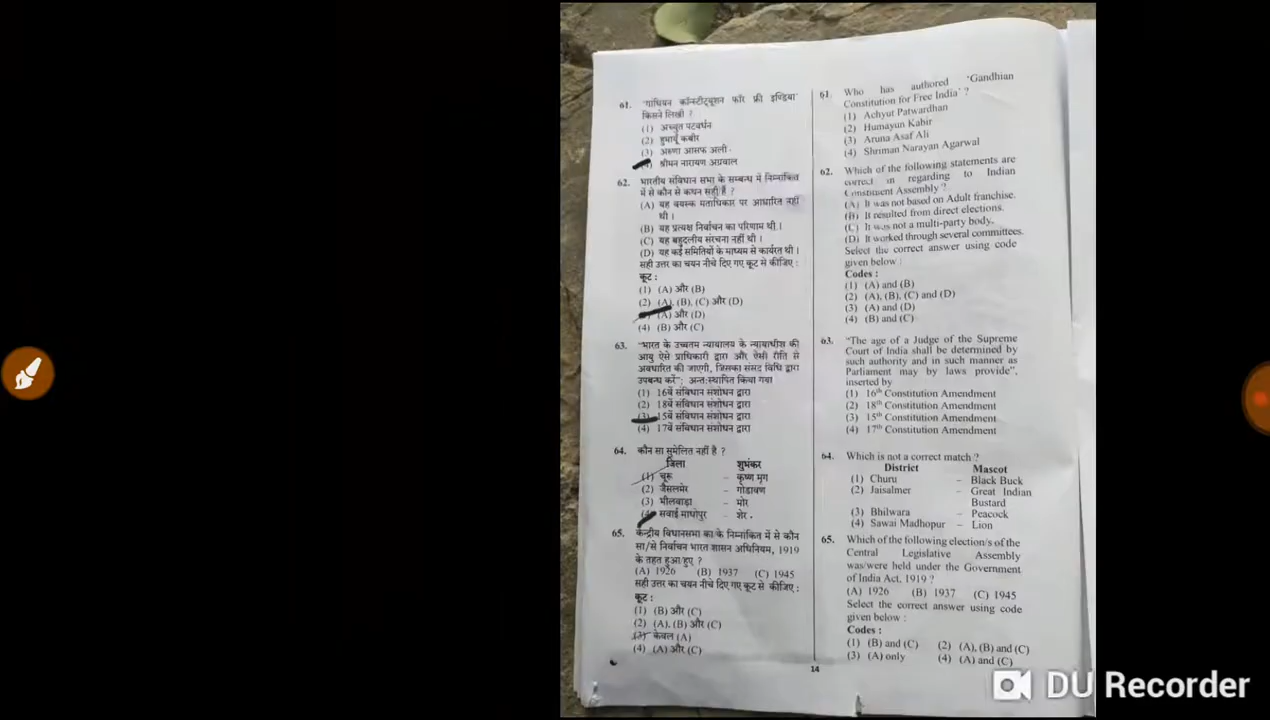 61. 'गांधियन कॉन्स्टीट्यूशन फॉर फ्री इण्डिया'
किसने लिखी ?
(1) अच्युत पटवर्धन
(2) हुमायूँ कबीर
(3) अरुणा आसफ अली
श्रीमन नारायण अग्रवाल
62. भारतीय संविधान सभा के सम्बन्ध में निम्नांकित
में से कौन से कथन सही हैं ?
(A) यह वयस्क मताधिकार पर आधारित नहीं
थी ।
(B) यह प्रत्यक्ष निर्वाचन का परिणाम थी ।
(C) यह बहुदलीय संरचना नहीं थी ।
(D) यह कई समितियों के माध्यम से कार्यरत थी ।
सही उत्तर का चयन नीचे दिए गए कूट से कीजिए :
कूट :
(1) (A) और (B)
(2) (A), (B), (C) और (D)
(A) और (D)
(4) (B) और (C)
63. "भारत के उच्चतम न्यायालय के न्यायाधीश की
आयु ऐसे प्राधिकारी द्वारा और ऐसी रीति से
अवधारित की जाएगी, जिसका संसद विधि द्वारा
उपबन्ध करें"; अन्त:स्थापित किया गया
(1) 16वें संविधान संशोधन द्वारा
(2) 18वें संविधान संशोधन द्वारा
(3) 15वें संविधान संशोधन द्वारा
(4) 17वें संविधान संशोधन द्वारा
64. कौन सा सुमेलित नहीं है ?
जिला शुभंकर
(1) चूरू – कृष्ण मृग
(2) जैसलमेर – गोडावण
(3) भीलवाड़ा – मोर
(4) सवाई माधोपुर – शेर
65. केन्द्रीय विधानसभा का के निम्नांकित में से कौन
सा/से निर्वाचन भारत शासन अधिनियम, 1919
के तहत हुआ/हुए ?
(A) 1926 (B) 1937 (C) 1945
सही उत्तर का चयन नीचे दिए गए कूट से कीजिए :
कूट :
(1) (B) और (C)
(2) (A), (B) और (C)
(3) केवल (A)
(4) (A) और (C)
61. Who has authored 'Gandhian
Constitution for Free India' ?
(1) Achyut Patwardhan
(2) Humayun Kabir
(3) Aruna Asaf Ali
(4) Shriman Narayan Agarwal
62. Which of the following statements are
correct in regarding to Indian
Constituent Assembly ?
(A) It was not based on Adult franchise.
(B) It resulted from direct elections.
(C) It was not a multi-party body.
(D) It worked through several committees.
Select the correct answer using code
given below :
Codes :
(1) (A) and (B)
(2) (A), (B), (C) and (D)
(3) (A) and (D)
(4) (B) and (C)
63. "The age of a Judge of the Supreme
Court of India shall be determined by
such authority and in such manner as
Parliament may by laws provide",
inserted by
(1) 16th Constitution Amendment
(2) 18th Constitution Amendment
(3) 15th Constitution Amendment
(4) 17th Constitution Amendment
64. Which is not a correct match ?
District Mascot
(1) Churu – Black Buck
(2) Jaisalmer – Great Indian
Bustard
(3) Bhilwara – Peacock
(4) Sawai Madhopur – Lion
65. Which of the following election/s of the
Central Legislative Assembly
was/were held under the Government
of India Act, 1919 ?
(A) 1926 (B) 1937 (C) 1945
Select the correct answer using code
given below :
Codes :
(1) (B) and (C) (2) (A), (B) and (C)
(3) (A) only (4) (A) and (C)
14
DU Recorder